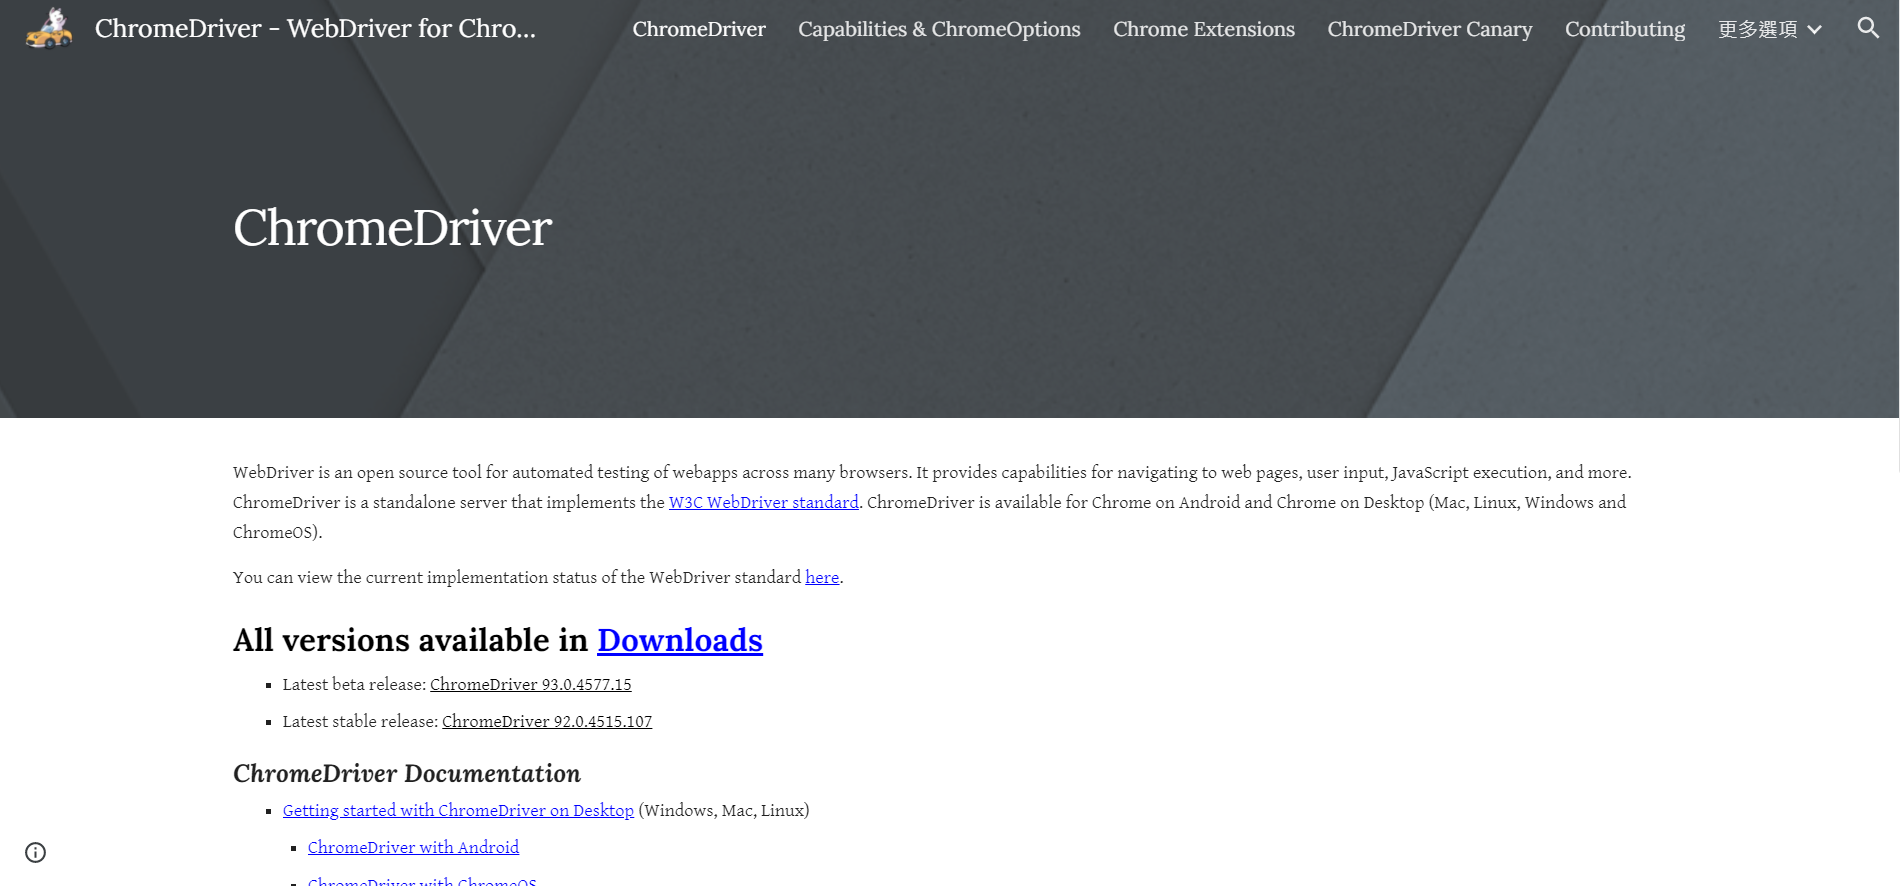 ChromeDriver - WebDriver for Chro...
ChromeDriver
Capabilities & ChromeOptions
Chrome Extensions
ChromeDriver Canary
Contributing
更多選項
ChromeDriver
WebDriver is an open source tool for automated testing of webapps across many browsers. It provides capabilities for navigating to web pages, user input, JavaScript execution, and more.
ChromeDriver is a standalone server that implements the W3C WebDriver standard. ChromeDriver is available for Chrome on Android and Chrome on Desktop (Mac, Linux, Windows and
ChromeOS).
You can view the current implementation status of the WebDriver standard here.
All versions available in Downloads
Latest beta release: ChromeDriver 93.0.4577.15
Latest stable release: ChromeDriver 92.0.4515.107
ChromeDriver Documentation
Getting started with ChromeDriver on Desktop (Windows, Mac, Linux)
ChromeDriver with Android
ChromeDriver with ChromeOS